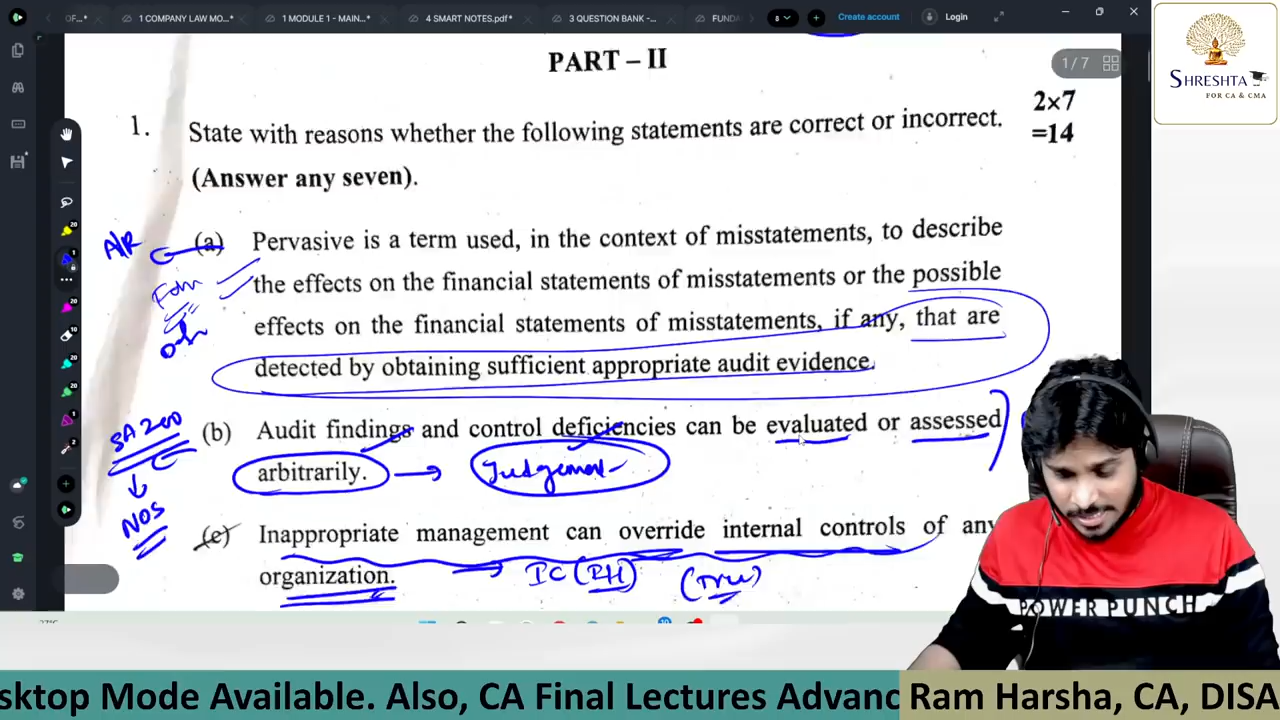 OF...*
1 COMPANY LAW MO...*
1 MODULE 1 - MAIN...*
4 SMART NOTES.pdf*
3 QUESTION BANK -...
FUND
8
Create account
Login
SHRESHTA
FOR CA & CMA
PART – II
1 / 7
1. State with reasons whether the following statements are correct or incorrect.
(Answer any seven).
2×7
=14
A/R
(a) Pervasive is a term used, in the context of misstatements, to describe
the effects on the financial statements of misstatements or the possible
effects on the financial statements of misstatements, if any, that are
detected by obtaining sufficient appropriate audit evidence.
SA 200
(b) Audit findings and control deficiencies can be evaluated or assessed
arbitrarily. Judgement
NOS
(c) Inappropriate management can override internal controls of any
organization. IC (RH) (True)
POWER PUNCH
sktop Mode Available. Also, CA Final Lectures Advanc
Ram Harsha, CA, DISA